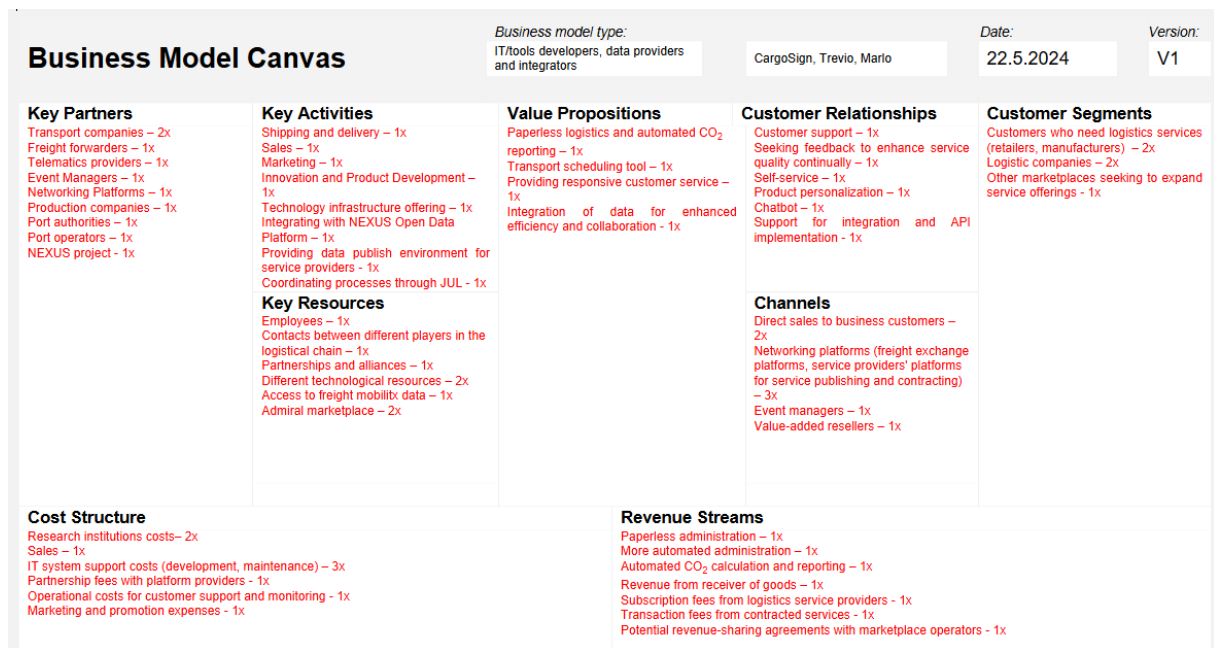 Business Model Canvas
Business model type:
IT/tools developers, data providers
and integrators
CargoSign, Trevio, Marlo
Date:
22.5.2024
Version:
V1
Key Partners
Transport companies – 2x
Freight forwarders – 1x
Telematics providers – 1x
Event Managers – 1x
Networking Platforms – 1x
Production companies – 1x
Port authorities – 1x
Port operators – 1x
NEXUS project - 1x
Key Activities
Shipping and delivery – 1x
Sales – 1x
Marketing – 1x
Innovation and Product Development –
1x
Technology infrastructure offering – 1x
Integrating with NEXUS Open Data
Platform – 1x
Providing data publish environment for
service providers - 1x
Coordinating processes through JUL - 1x
Key Resources
Employees – 1x
Contacts between different players in the
logistical chain – 1x
Partnerships and alliances – 1x
Different technological resources – 2x
Access to freight mobilitx data – 1x
Admiral marketplace – 2x
Value Propositions
Paperless logistics and automated CO₂
reporting – 1x
Transport scheduling tool – 1x
Providing responsive customer service –
1x
Integration of data for enhanced
efficiency and collaboration - 1x
Customer Relationships
Customer support – 1x
Seeking feedback to enhance service
quality continually – 1x
Self-service – 1x
Product personalization – 1x
Chatbot – 1x
Support for integration and API
implementation - 1x
Channels
Direct sales to business customers –
2x
Networking platforms (freight exchange
platforms, service providers' platforms
for service publishing and contracting)
– 3x
Event managers – 1x
Value-added resellers – 1x
Customer Segments
Customers who need logistics services
(retailers, manufacturers) – 2x
Logistic companies – 2x
Other marketplaces seeking to expand
service offerings - 1x
Cost Structure
Research institutions costs– 2x
Sales – 1x
IT system support costs (development, maintenance) – 3x
Partnership fees with platform providers - 1x
Operational costs for customer support and monitoring - 1x
Marketing and promotion expenses - 1x
Revenue Streams
Paperless administration – 1x
More automated administration – 1x
Automated CO₂ calculation and reporting – 1x
Revenue from receiver of goods – 1x
Subscription fees from logistics service providers - 1x
Transaction fees from contracted services - 1x
Potential revenue-sharing agreements with marketplace operators - 1x